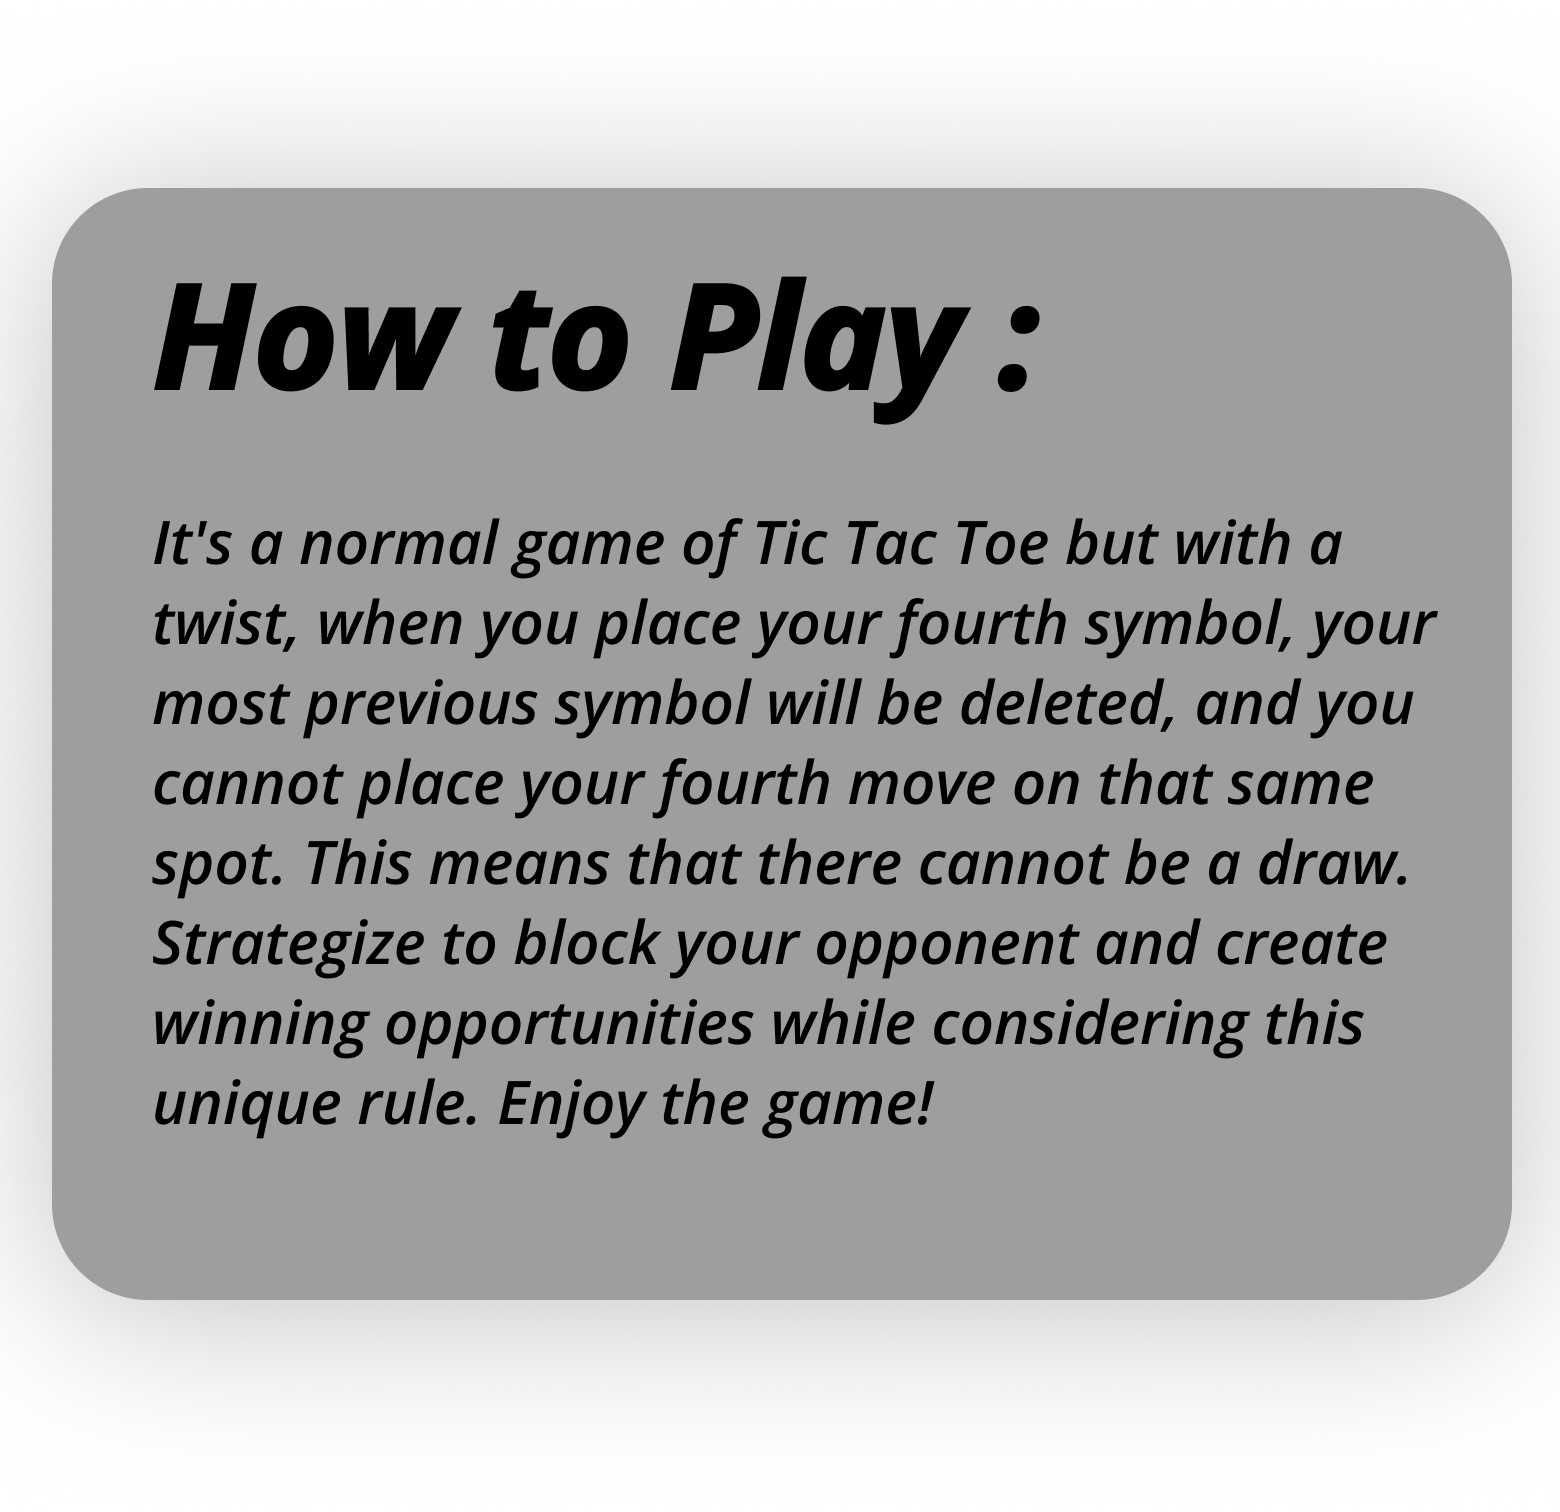 How to Play :
It's a normal game of Tic Tac Toe but with a
twist, when you place your fourth symbol, your
most previous symbol will be deleted, and you
cannot place your fourth move on that same
spot. This means that there cannot be a draw.
Strategize to block your opponent and create
winning opportunities while considering this
unique rule. Enjoy the game!